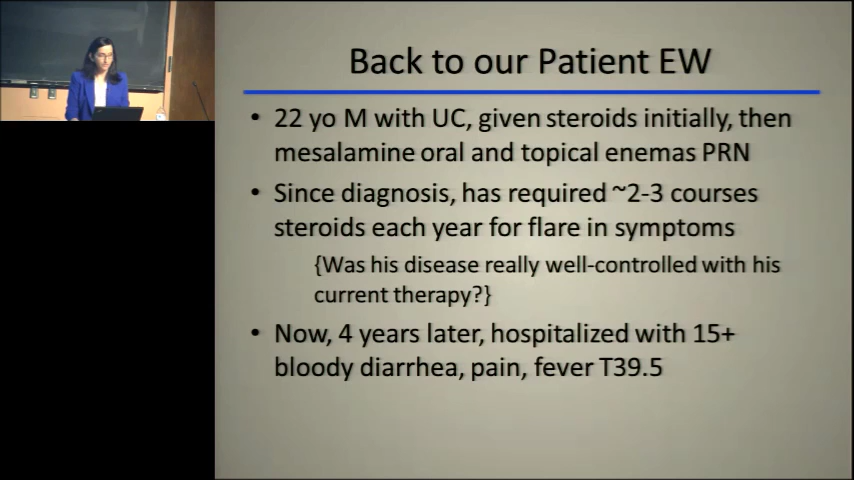 Back to our Patient EW
• 22 yo M with UC, given steroids initially, then
mesalamine oral and topical enemas PRN
• Since diagnosis, has required ~2-3 courses
steroids each year for flare in symptoms
{Was his disease really well-controlled with his
current therapy?}
• Now, 4 years later, hospitalized with 15+
bloody diarrhea, pain, fever T39.5